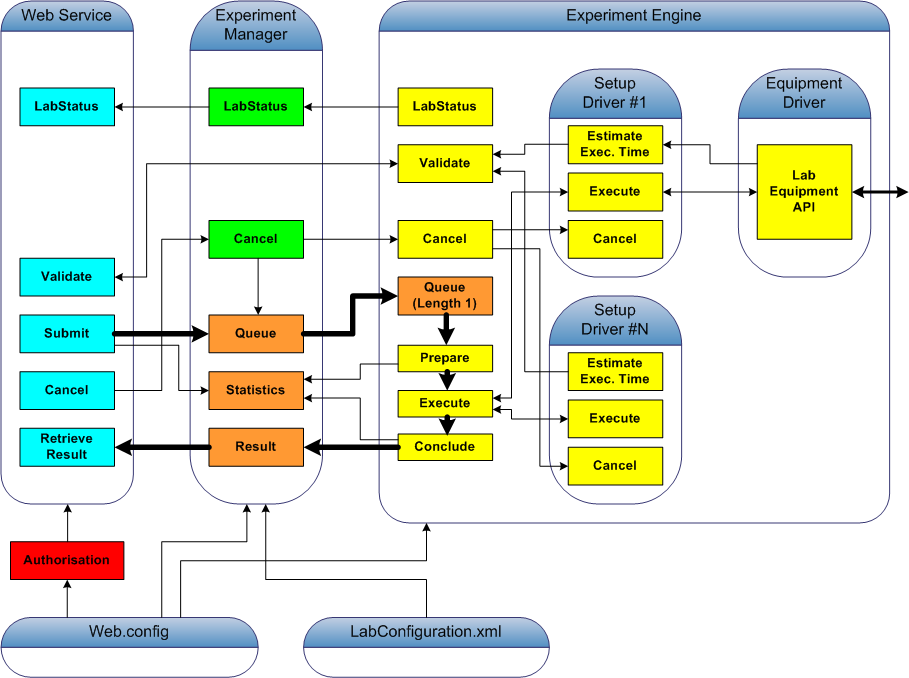 Web Service
LabStatus
Validate
Submit
Cancel
Retrieve
Result
Experiment
Manager
LabStatus
Cancel
Queue
Statistics
Result
Experiment Engine
LabStatus
Validate
Cancel
Queue
(Length 1)
Prepare
Execute
Conclude
Setup
Driver #1
Estimate
Exec. Time
Execute
Cancel
Setup
Driver #N
Estimate
Exec. Time
Execute
Cancel
Equipment
Driver
Lab
Equipment
API
Authorisation
Web.config
LabConfiguration.xml